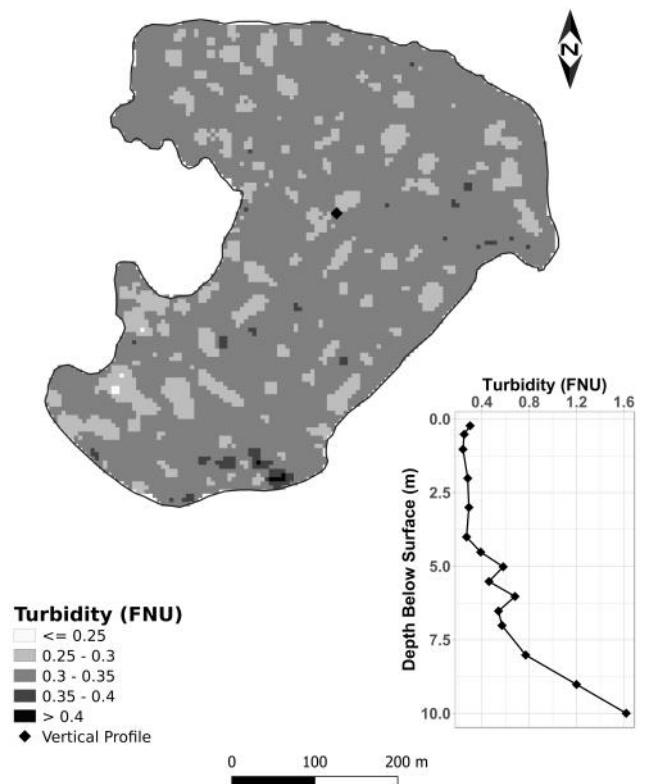 N
Turbidity (FNU)
0.4 0.8 1.2 1.6
0.0
2.5
5.0
7.5
10.0
Depth Below Surface (m)
Turbidity (FNU)
<= 0.25
0.25 - 0.3
0.3 - 0.35
0.35 - 0.4
> 0.4
Vertical Profile
0 100 200 m